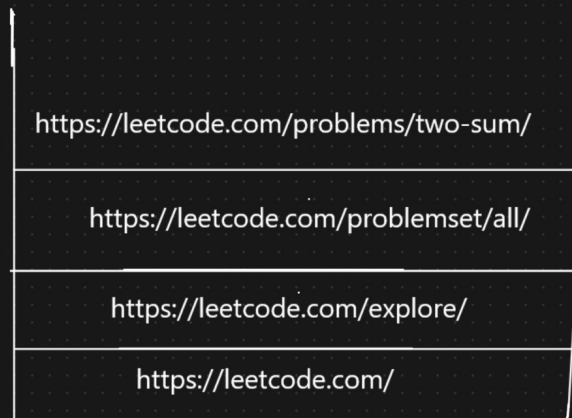 https://leetcode.com/problems/two-sum/
https://leetcode.com/problemset/all/
https://leetcode.com/explore/
https://leetcode.com/